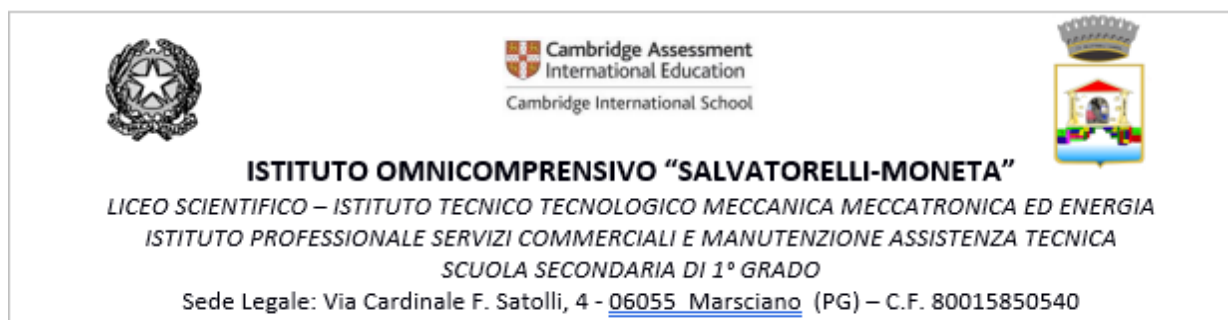 Cambridge Assessment
International Education
Cambridge International School
ISTITUTO OMNICOMPRENSIVO “SALVATORELLI-MONETA”
LICEO SCIENTIFICO – ISTITUTO TECNICO TECNOLOGICO MECCANICA MECCATRONICA ED ENERGIA
ISTITUTO PROFESSIONALE SERVIZI COMMERCIALI E MANUTENZIONE ASSISTENZA TECNICA
SCUOLA SECONDARIA DI 1° GRADO
Sede Legale: Via Cardinale F. Satolli, 4 - 06055 Marsciano (PG) – C.F. 80015850540